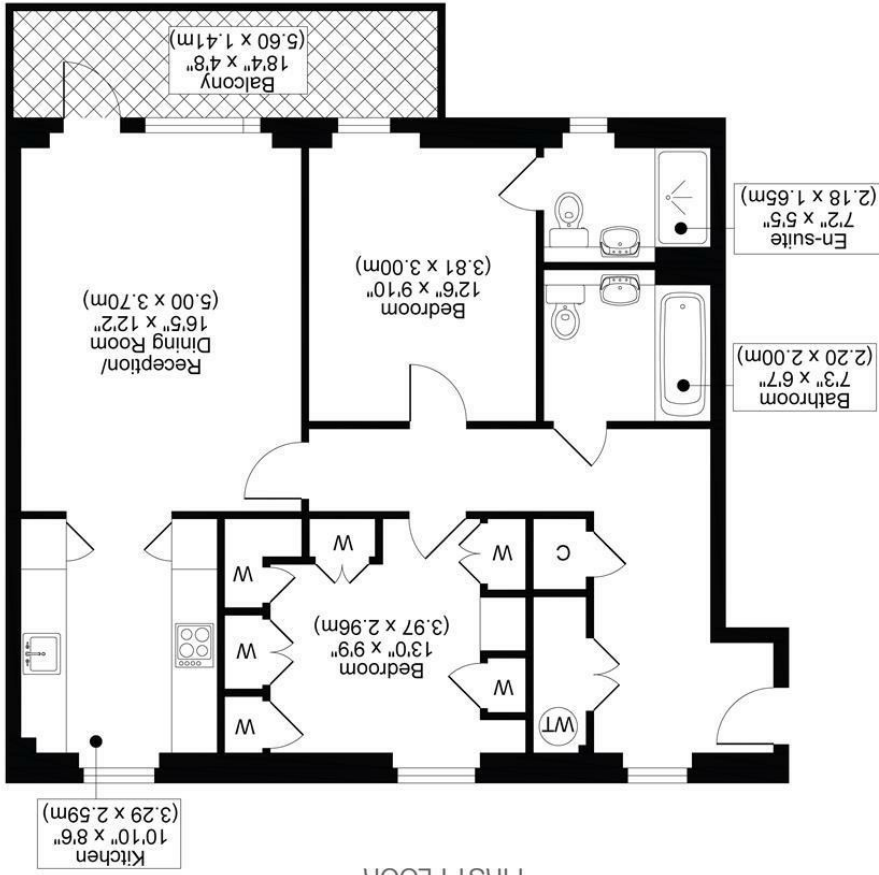 FIRST FLOOR
Kitchen
10'10" x 8'6"
(3.29 x 2.59m)
WT
W
W
Bedroom
13'0" x 9'9"
(3.97 x 2.96m)
W
W
C
W
W
Bathroom
7'3" x 6'7"
(2.20 x 2.00m)
Reception/
Dining Room
16'5" x 12'2"
(5.00 x 3.70m)
Bedroom
12'6" x 9'10"
(3.81 x 3.00m)
En-suite
7'2" x 5'5"
(2.18 x 1.65m)
Balcony
18'4" x 4'8"
(5.60 x 1.41m)